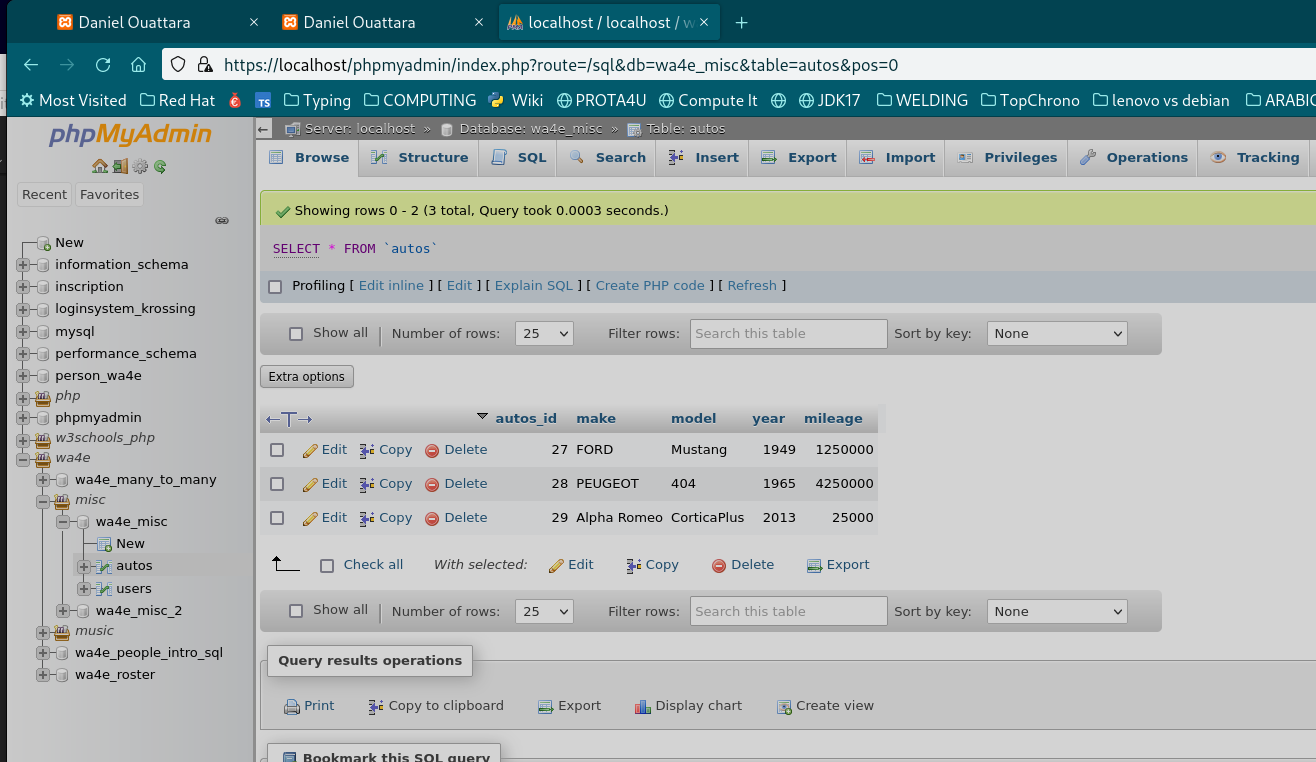 Daniel Ouattara
Daniel Ouattara
localhost / localhost / w
https://localhost/phpmyadmin/index.php?route=/sql&db=wa4e_misc&table=autos&pos=0
Most Visited Red Hat TS Typing COMPUTING Wiki PROTA4U Compute It JDK17 WELDING TopChrono lenovo vs debian ARABIC
phpMyAdmin
Recent Favorites
New
information_schema
inscription
loginsystem_krossing
mysql
performance_schema
person_wa4e
php
phpmyadmin
w3schools_php
wa4e
wa4e_many_to_many
misc
wa4e_misc
New
autos
users
wa4e_misc_2
music
wa4e_people_intro_sql
wa4e_roster
Server: localhost » Database: wa4e_misc » Table: autos
Browse Structure SQL Search Insert Export Import Privileges Operations Tracking
Showing rows 0 - 2 (3 total, Query took 0.0003 seconds.)
SELECT * FROM `autos`
Profiling [ Edit inline ] [ Edit ] [ Explain SQL ] [ Create PHP code ] [ Refresh ]
Show all | Number of rows: 25 Filter rows: Search this table Sort by key: None
Extra options
←T→ autos_id make model year mileage
Edit Copy Delete 27 FORD Mustang 1949 1250000
Edit Copy Delete 28 PEUGEOT 404 1965 4250000
Edit Copy Delete 29 Alpha Romeo CorticaPlus 2013 25000
Check all With selected: Edit Copy Delete Export
Show all | Number of rows: 25 Filter rows: Search this table Sort by key: None
Query results operations
Print Copy to clipboard Export Display chart Create view
Bookmark this SQL query